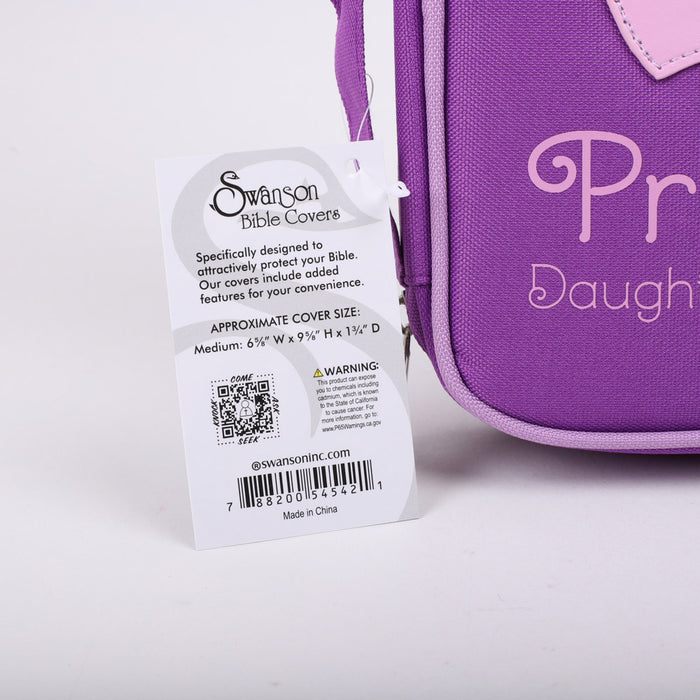 Swanson
Bible Covers
Specifically designed to
attractively protect your Bible.
Our covers include added
features for your convenience.
APPROXIMATE COVER SIZE:
Medium: 6⅝" W x 9⅝" H x 1¾" D
COME
KNOCK
ASK
SEEK
⚠WARNING:
This product can expose
you to chemicals including
cadmium, which is known
to the State of California
to cause cancer. For
more information, go to:
www.P65Warnings.ca.gov
®swansoninc.com
7 88200 54542 1
Made in China
Pr
Daught